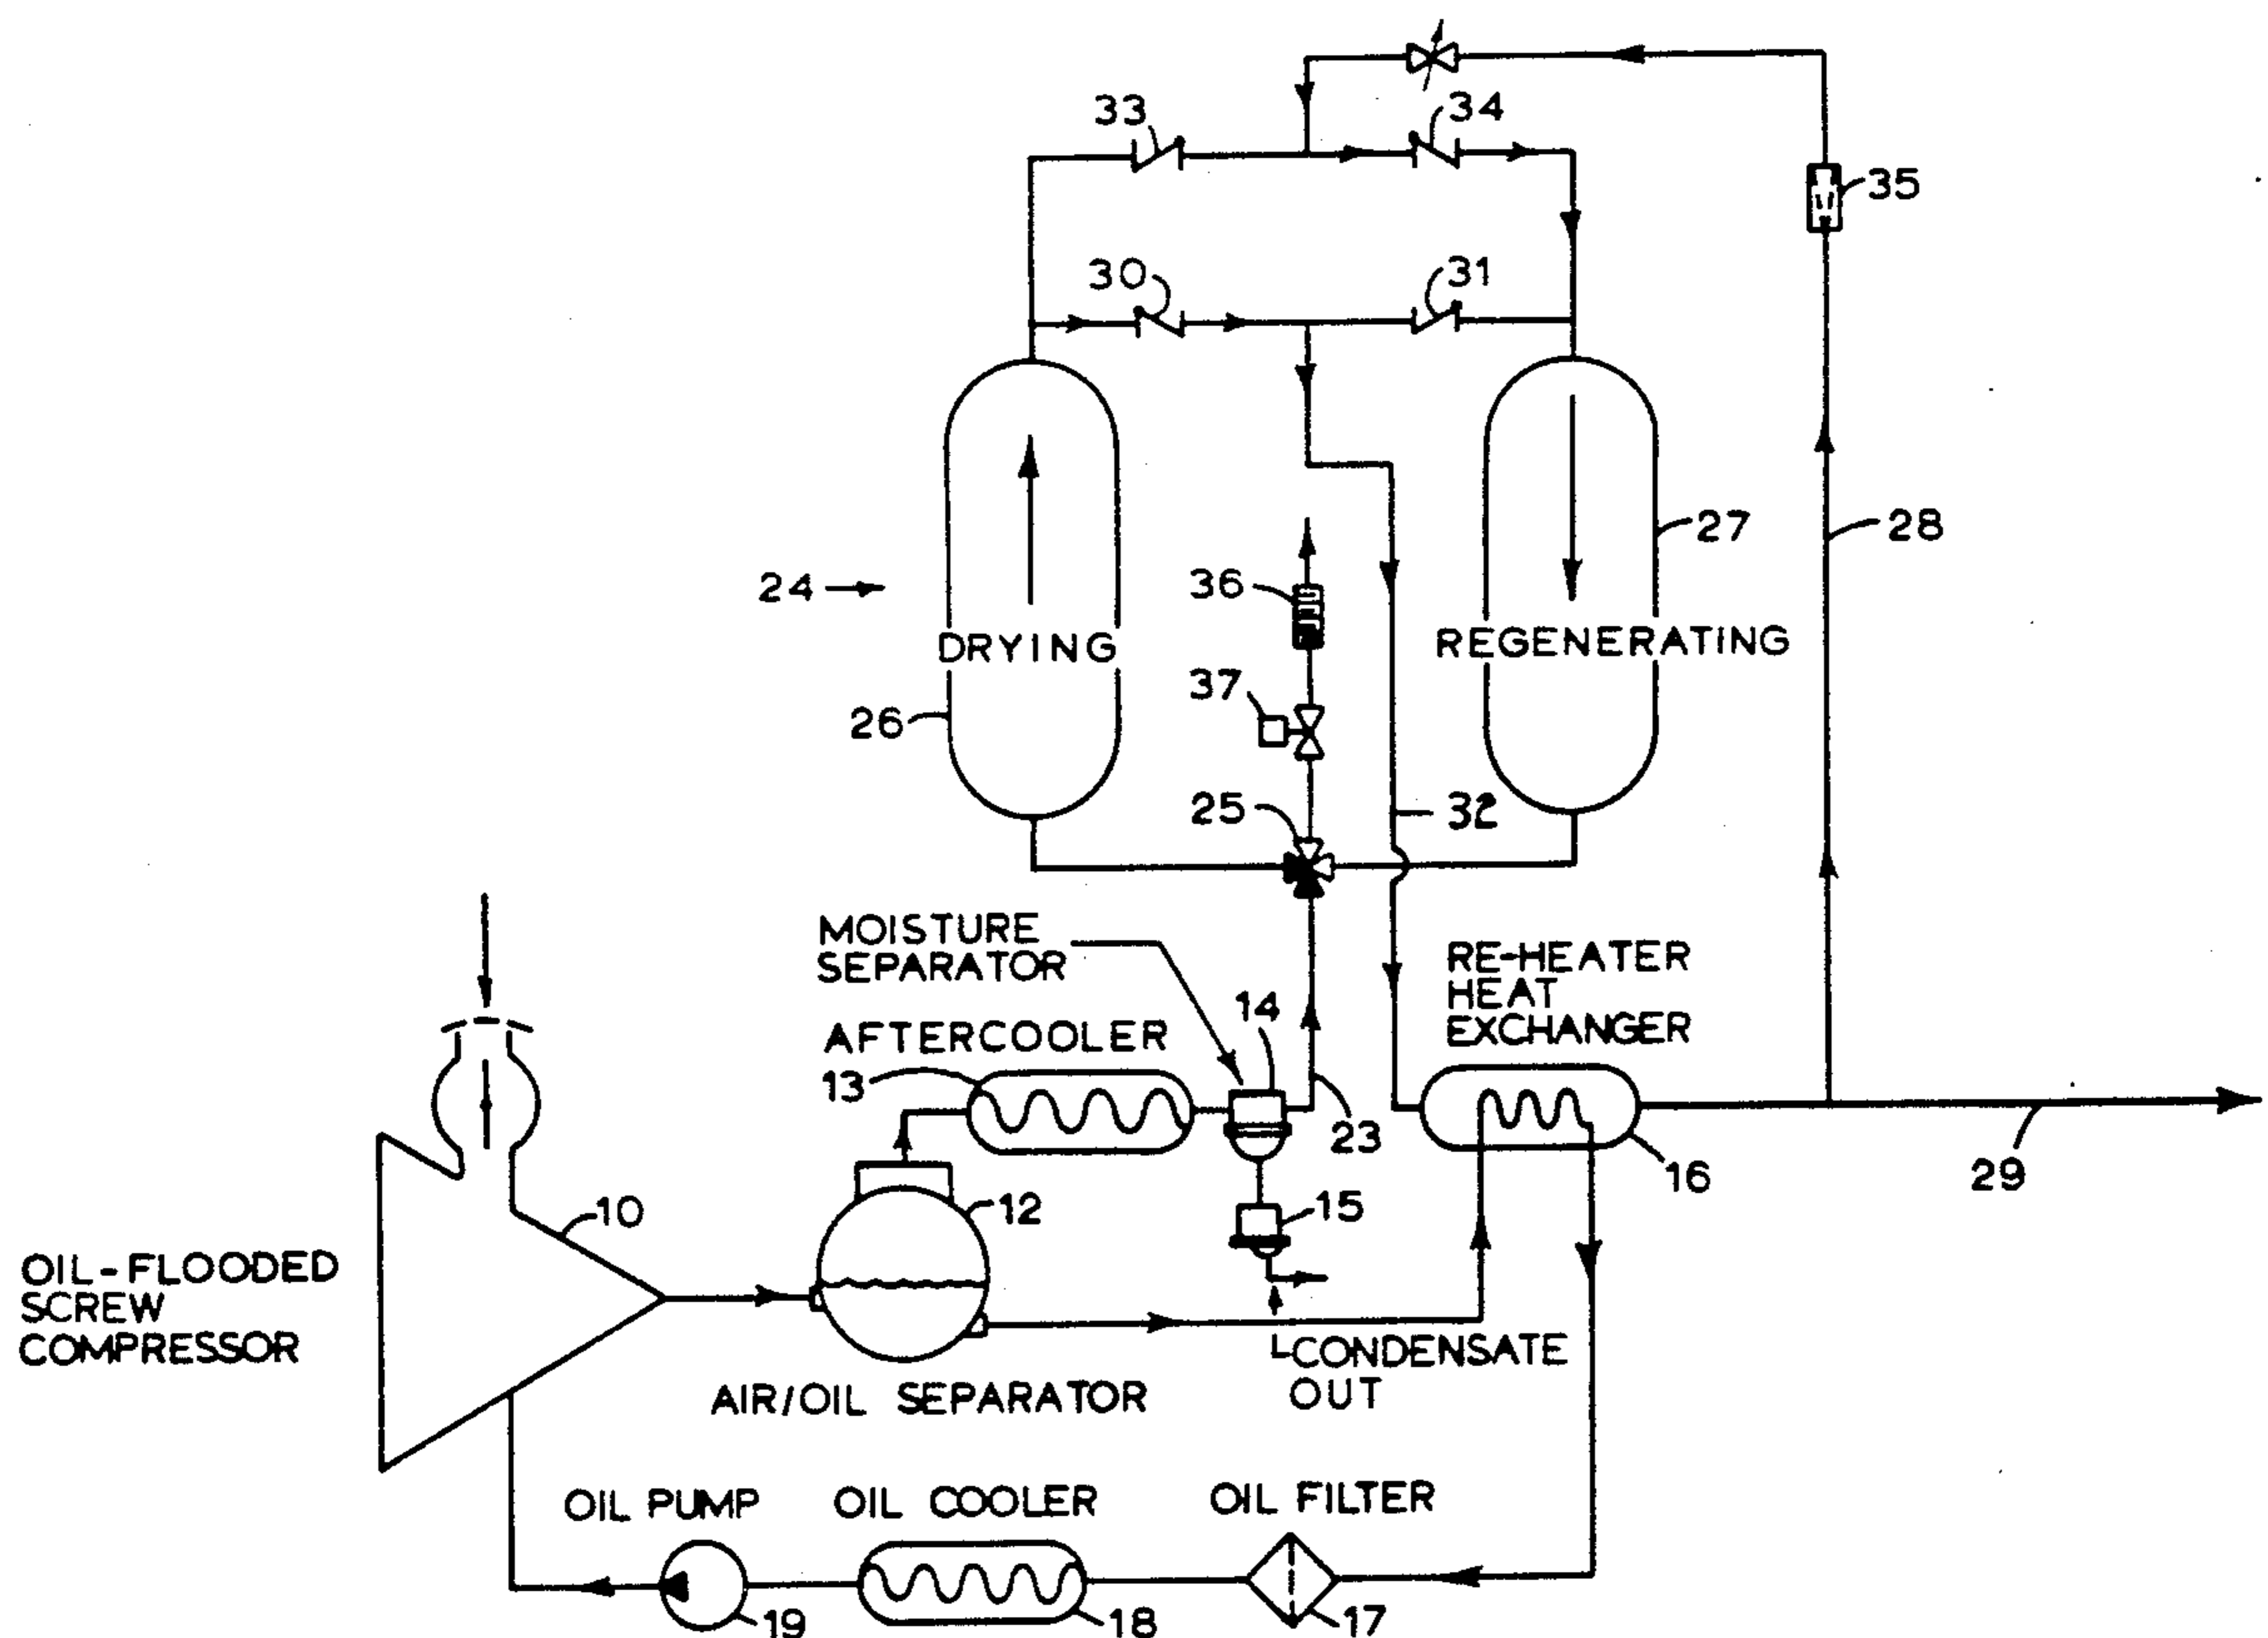 33
34
35
30
31
24
36
27
28
DRYING
REGENERATING
37
26
25
32
MOISTURE
SEPARATOR
14
RE-HEATER
HEAT
EXCHANGER
AFTERCOOLER
13
23
16
29
10
12
15
OIL-FLOODED
SCREW
COMPRESSOR
CONDENSATE
OUT
AIR/OIL SEPARATOR
OIL PUMP
OIL COOLER
OIL FILTER
19
18
17